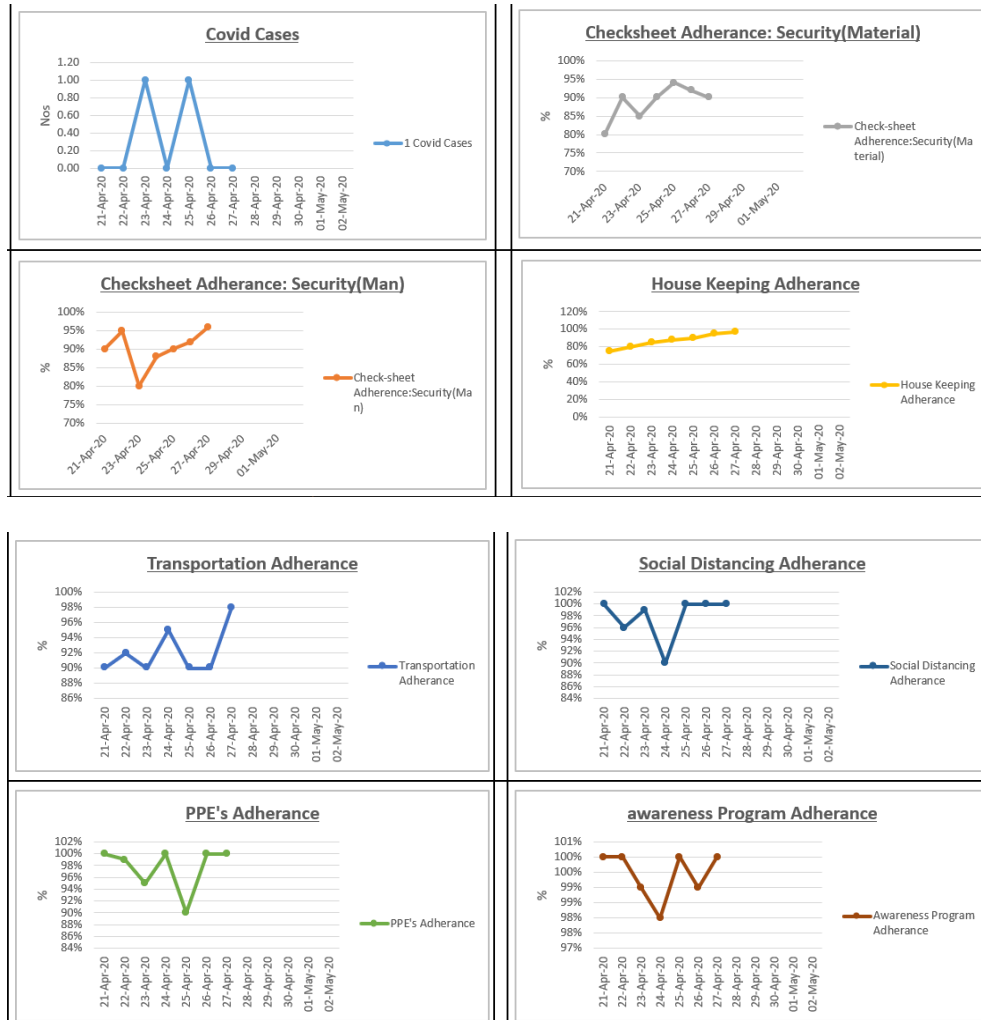 Covid Cases
1.20
1.00
0.80
0.60
0.40
0.20
0.00
Nos
21-Apr-20
22-Apr-20
23-Apr-20
24-Apr-20
25-Apr-20
26-Apr-20
27-Apr-20
28-Apr-20
29-Apr-20
30-Apr-20
01-May-20
02-May-20
1 Covid Cases
Checksheet Adherance: Security(Material)
100%
95%
90%
85%
80%
75%
70%
%
21-Apr-20
23-Apr-20
25-Apr-20
27-Apr-20
29-Apr-20
01-May-20
Check-sheet
Adherence:Security(Ma
terial)
Checksheet Adherance: Security(Man)
100%
95%
90%
85%
80%
75%
70%
%
21-Apr-20
23-Apr-20
25-Apr-20
27-Apr-20
29-Apr-20
01-May-20
Check-sheet
Adherence:Security(Ma
n)
House Keeping Adherance
120%
100%
80%
60%
40%
20%
0%
%
21-Apr-20
22-Apr-20
23-Apr-20
24-Apr-20
25-Apr-20
26-Apr-20
27-Apr-20
28-Apr-20
29-Apr-20
30-Apr-20
01-May-20
02-May-20
House Keeping
Adherance
Transportation Adherance
100%
98%
96%
94%
92%
90%
88%
86%
%
21-Apr-20
22-Apr-20
23-Apr-20
24-Apr-20
25-Apr-20
26-Apr-20
27-Apr-20
28-Apr-20
29-Apr-20
30-Apr-20
01-May-20
02-May-20
Transportation
Adherance
Social Distancing Adherance
102%
100%
98%
96%
94%
92%
90%
88%
86%
84%
%
21-Apr-20
22-Apr-20
23-Apr-20
24-Apr-20
25-Apr-20
26-Apr-20
27-Apr-20
28-Apr-20
29-Apr-20
30-Apr-20
01-May-20
02-May-20
Social Distancing
Adherance
PPE's Adherance
102%
100%
98%
96%
94%
92%
90%
88%
86%
84%
%
21-Apr-20
22-Apr-20
23-Apr-20
24-Apr-20
25-Apr-20
26-Apr-20
27-Apr-20
28-Apr-20
29-Apr-20
30-Apr-20
01-May-20
02-May-20
PPE's Adherance
awareness Program Adherance
101%
100%
100%
99%
99%
98%
98%
97%
%
21-Apr-20
22-Apr-20
23-Apr-20
24-Apr-20
25-Apr-20
26-Apr-20
27-Apr-20
28-Apr-20
29-Apr-20
30-Apr-20
01-May-20
02-May-20
Awareness Program
Adherance